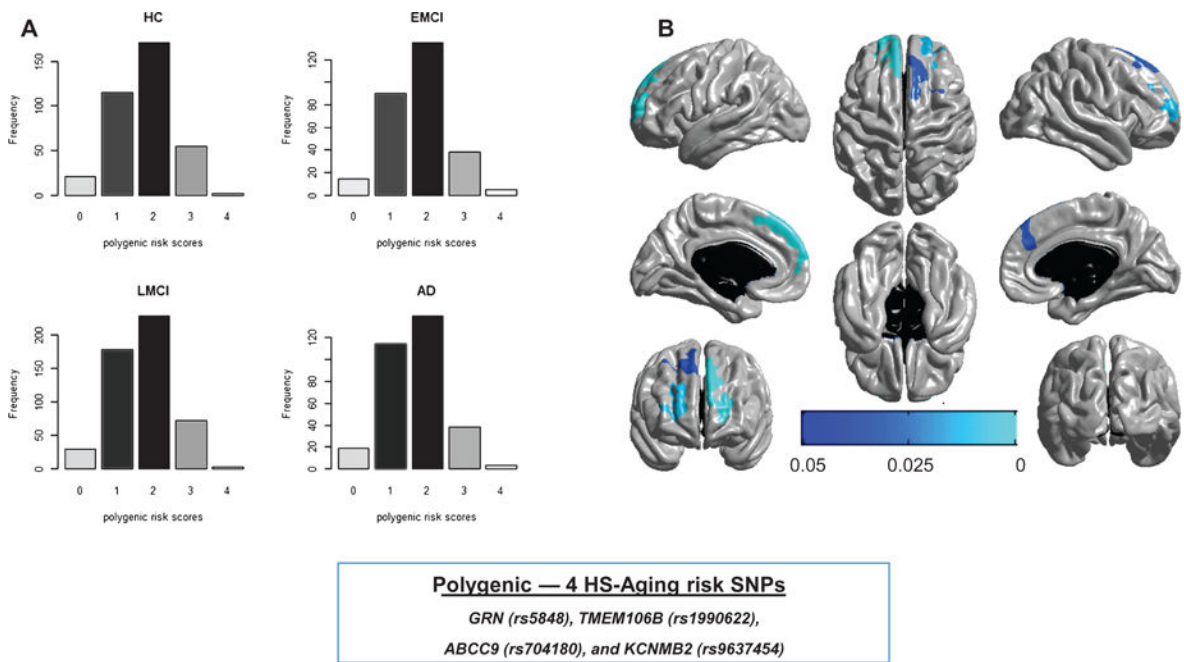 A
HC
Frequency
150
100
50
0
0 1 2 3 4
polygenic risk scores
EMCI
Frequency
120
80
60
40
20
0
0 1 2 3 4
polygenic risk scores
LMCI
Frequency
200
150
100
50
0
0 1 2 3 4
polygenic risk scores
AD
Frequency
120
80
60
40
20
0
0 1 2 3 4
polygenic risk scores
B
0.05 0.025 0
Polygenic — 4 HS-Aging risk SNPs
GRN (rs5848), TMEM106B (rs1990622),
ABCC9 (rs704180), and KCNMB2 (rs9637454)